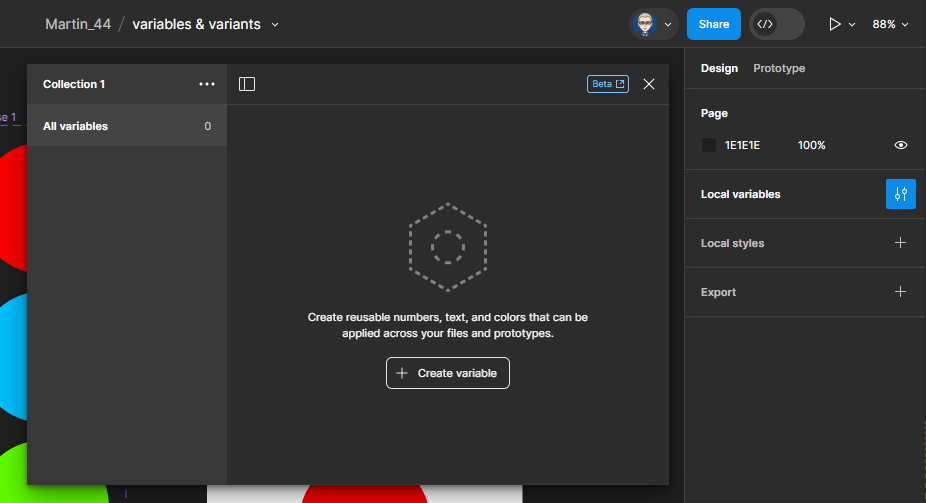 Martin_44 / variables & variants
Share
88%
Collection 1
Beta
Design Prototype
All variables 0
Page
1E1E1E 100%
Local variables
Local styles
Export
Create reusable numbers, text, and colors that can be
applied across your files and prototypes.
Create variable
se 1